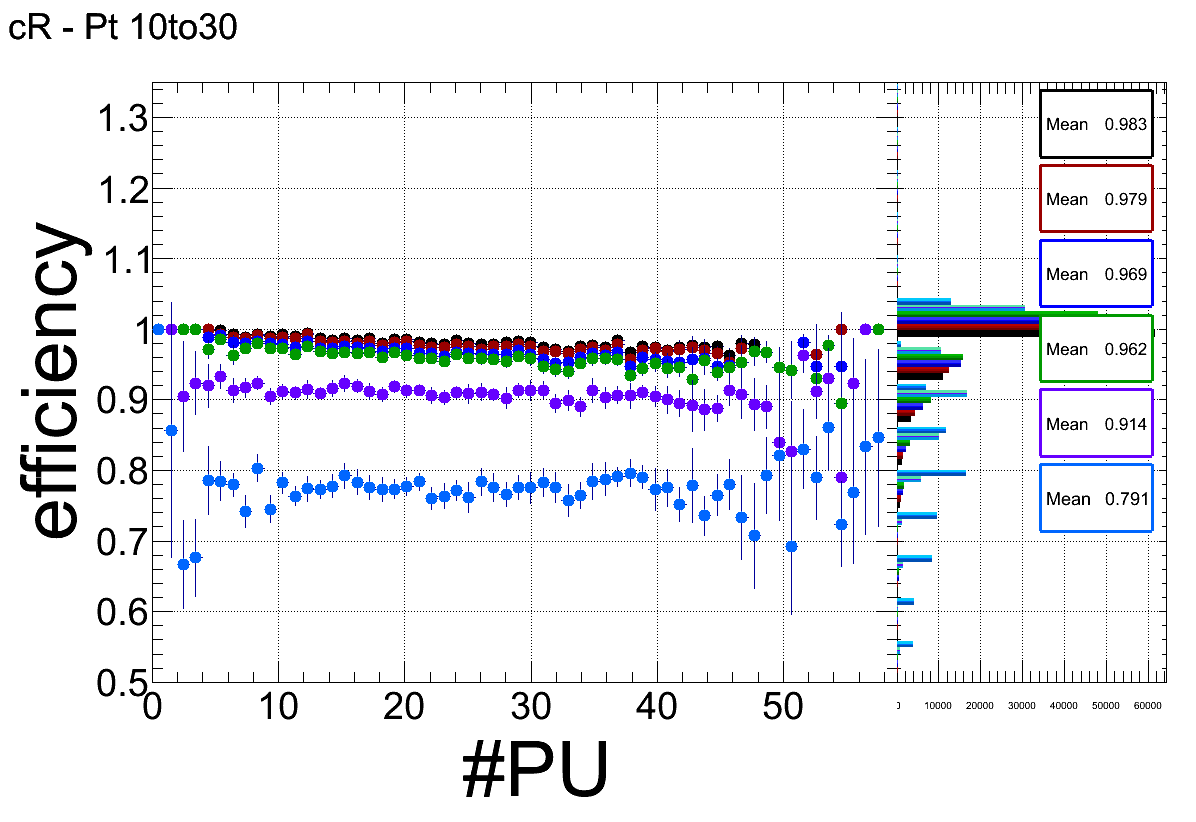 cR - Pt 10to30
efficiency
1.3
1.2
1.1
1
0.9
0.8
0.7
0.6
0.5
0 10 20 30 40 50
#PU
Mean 0.983
Mean 0.979
Mean 0.969
Mean 0.962
Mean 0.914
Mean 0.791
10000 20000 30000 40000 50000 60000